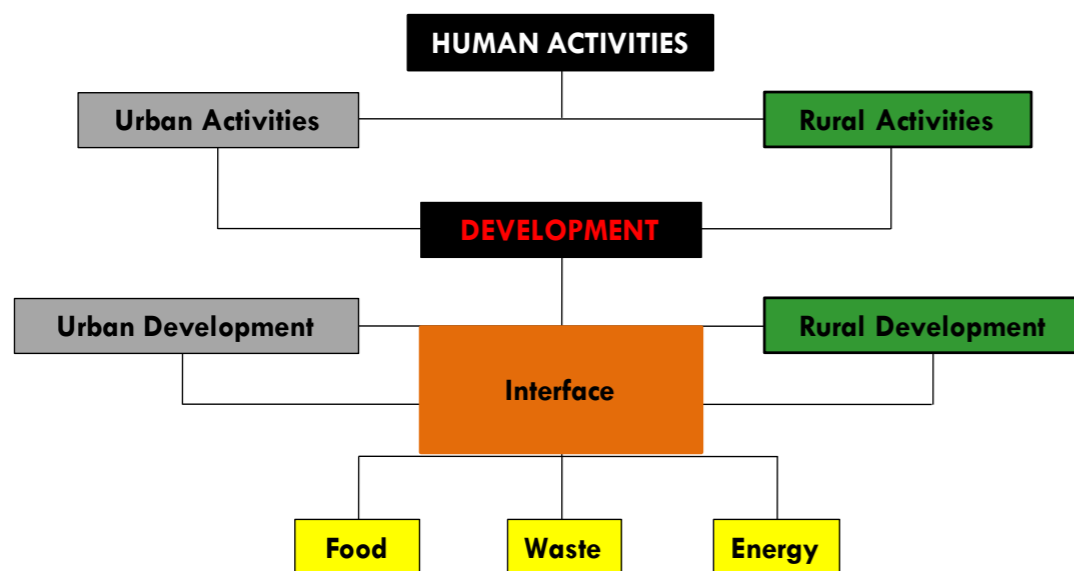 HUMAN ACTIVITIES
Urban Activities
Rural Activities
DEVELOPMENT
Urban Development
Rural Development
Interface
Food
Waste
Energy